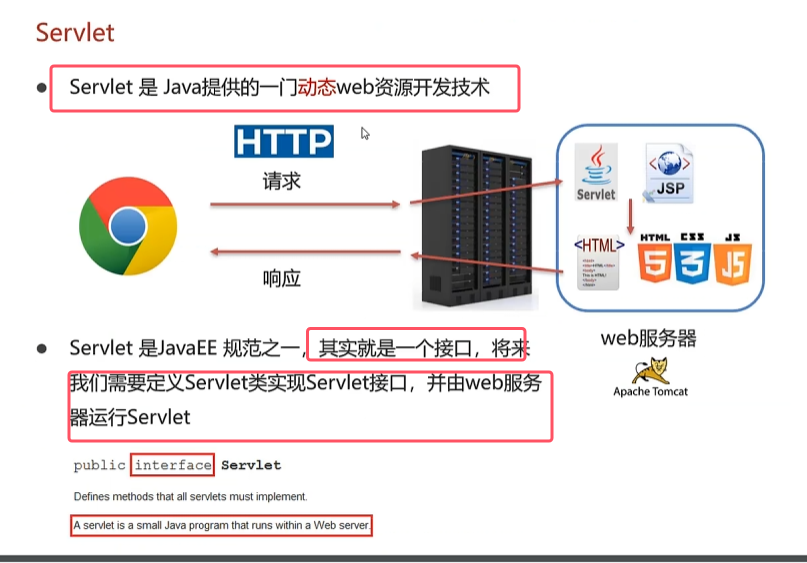 Servlet
● Servlet 是 Java提供的一门动态web资源开发技术
HTTP
请求
响应
Servlet
JSP
<HTML>
HTML CSS JS
5 3 JS
web服务器
Apache Tomcat
● Servlet 是JavaEE 规范之一，其实就是一个接口，将来
我们需要定义Servlet类实现Servlet接口，并由web服务
器运行Servlet
public interface Servlet
Defines methods that all servlets must implement.
A servlet is a small Java program that runs within a Web server.